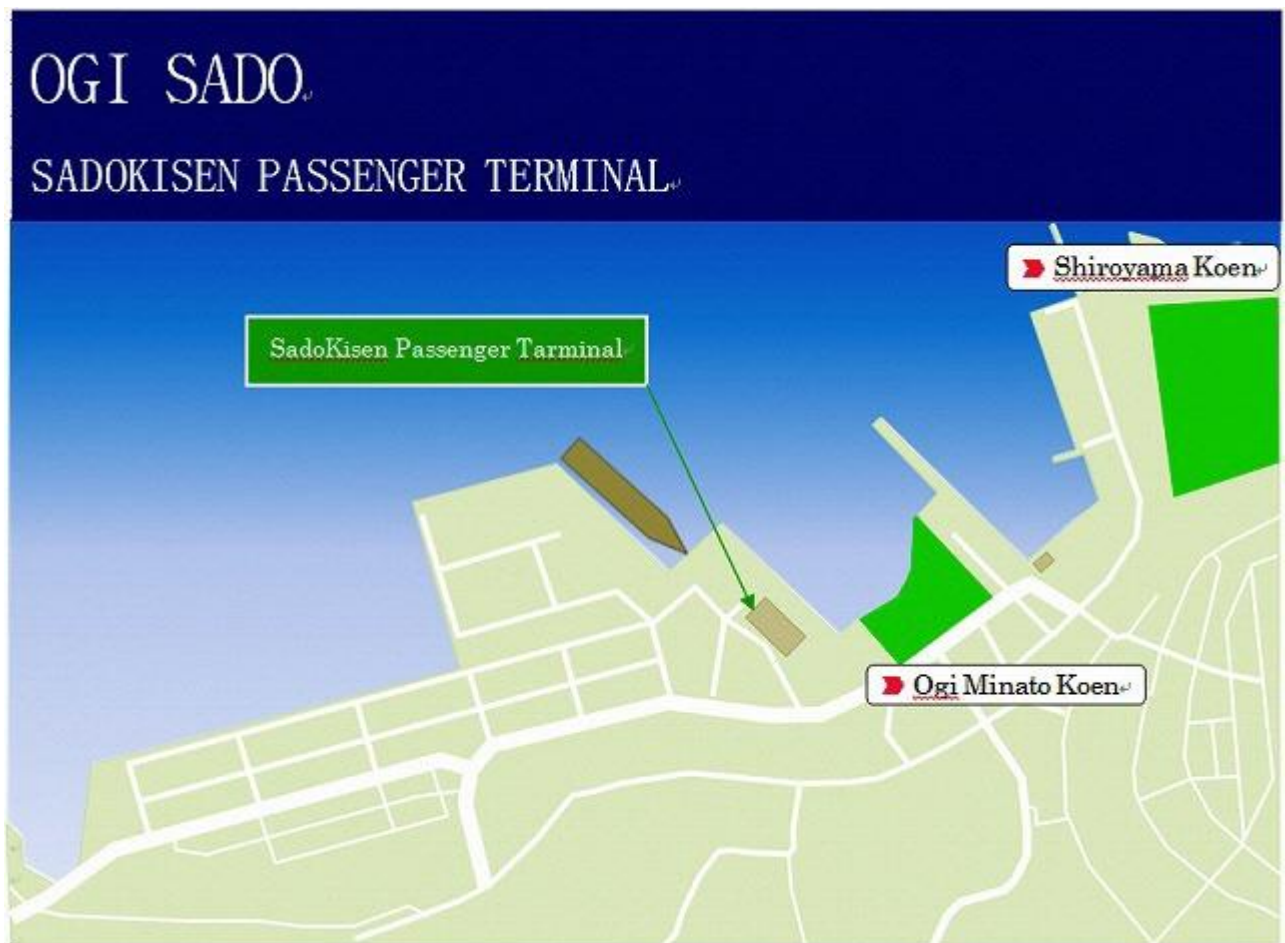 OGI SADO
SADOKISEN PASSENGER TERMINAL
Shiroyama Koen
SadoKisen Passenger Tarminal
Ogi Minato Koen